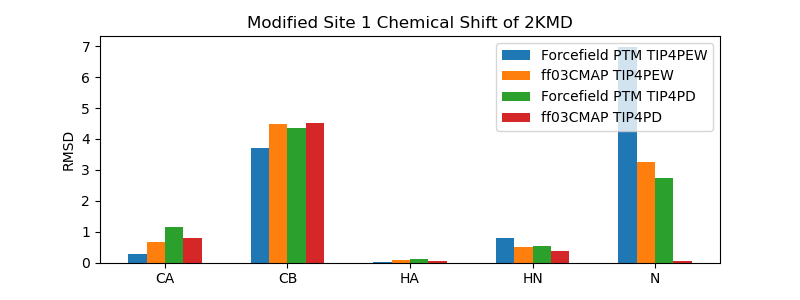 Modified Site 1 Chemical Shift of 2KMD
Forcefield PTM TIP4PEW
ff03CMAP TIP4PEW
Forcefield PTM TIP4PD
ff03CMAP TIP4PD
RMSD
7
6
5
4
3
2
1
0
CA CB HA HN N